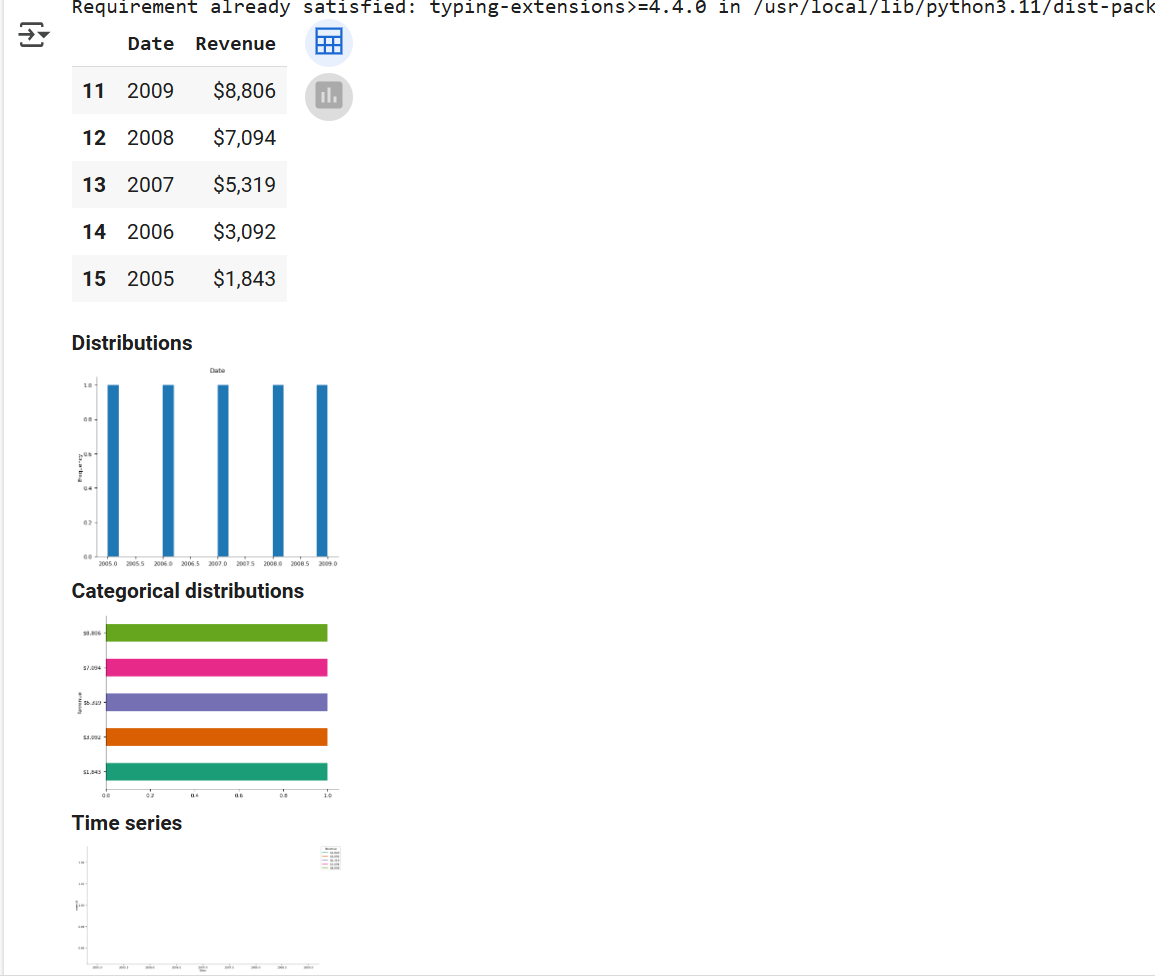 Requirement already satisfied: typing-extensions>=4.4.0 in /usr/local/lib/python3.11/dist-pack
Date Revenue
11 2009 $8,806
12 2008 $7,094
13 2007 $5,319
14 2006 $3,092
15 2005 $1,843
Distributions
Date
1.0
0.8
0.6
0.4
0.2
0.0
Frequency
2005.0 2005.5 2006.0 2006.5 2007.0 2007.5 2008.0 2008.5 2009.0
Categorical distributions
$8,806
$7,094
$5,319
$3,092
$1,843
Revenue
0.0 0.2 0.4 0.6 0.8 1.0
Time series